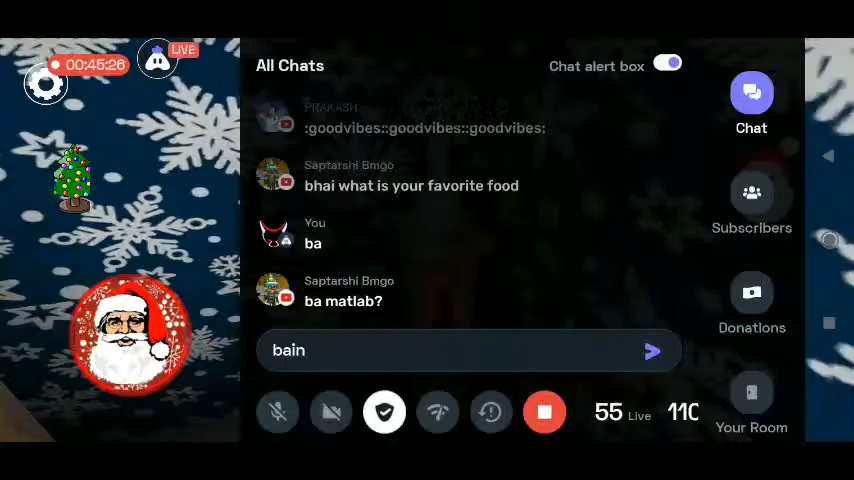 00:45:26
LIVE
All Chats
Chat alert box
PRAKASH
:goodvibes::goodvibes::goodvibes:
Saptarshi Bmgo
bhai what is your favorite food
You
ba
Saptarshi Bmgo
ba matlab?
bain
55 Live 110
Chat
Subscribers
Donations
Your Room